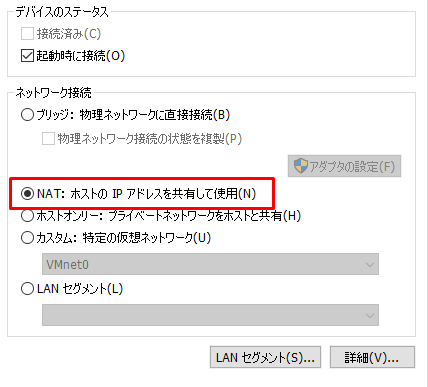 デバイスのステータス
接続済み(C)
起動時に接続(O)
ネットワーク接続
ブリッジ: 物理ネットワークに直接接続(B)
物理ネットワーク接続の状態を複製(P)
アダプタの設定(F)
NAT: ホストの IP アドレスを共有して使用(N)
ホストオンリー: プライベートネットワークをホストと共有(H)
カスタム: 特定の仮想ネットワーク(U)
VMnet0
LAN セグメント(L)
LAN セグメント(S)...
詳細(V)...